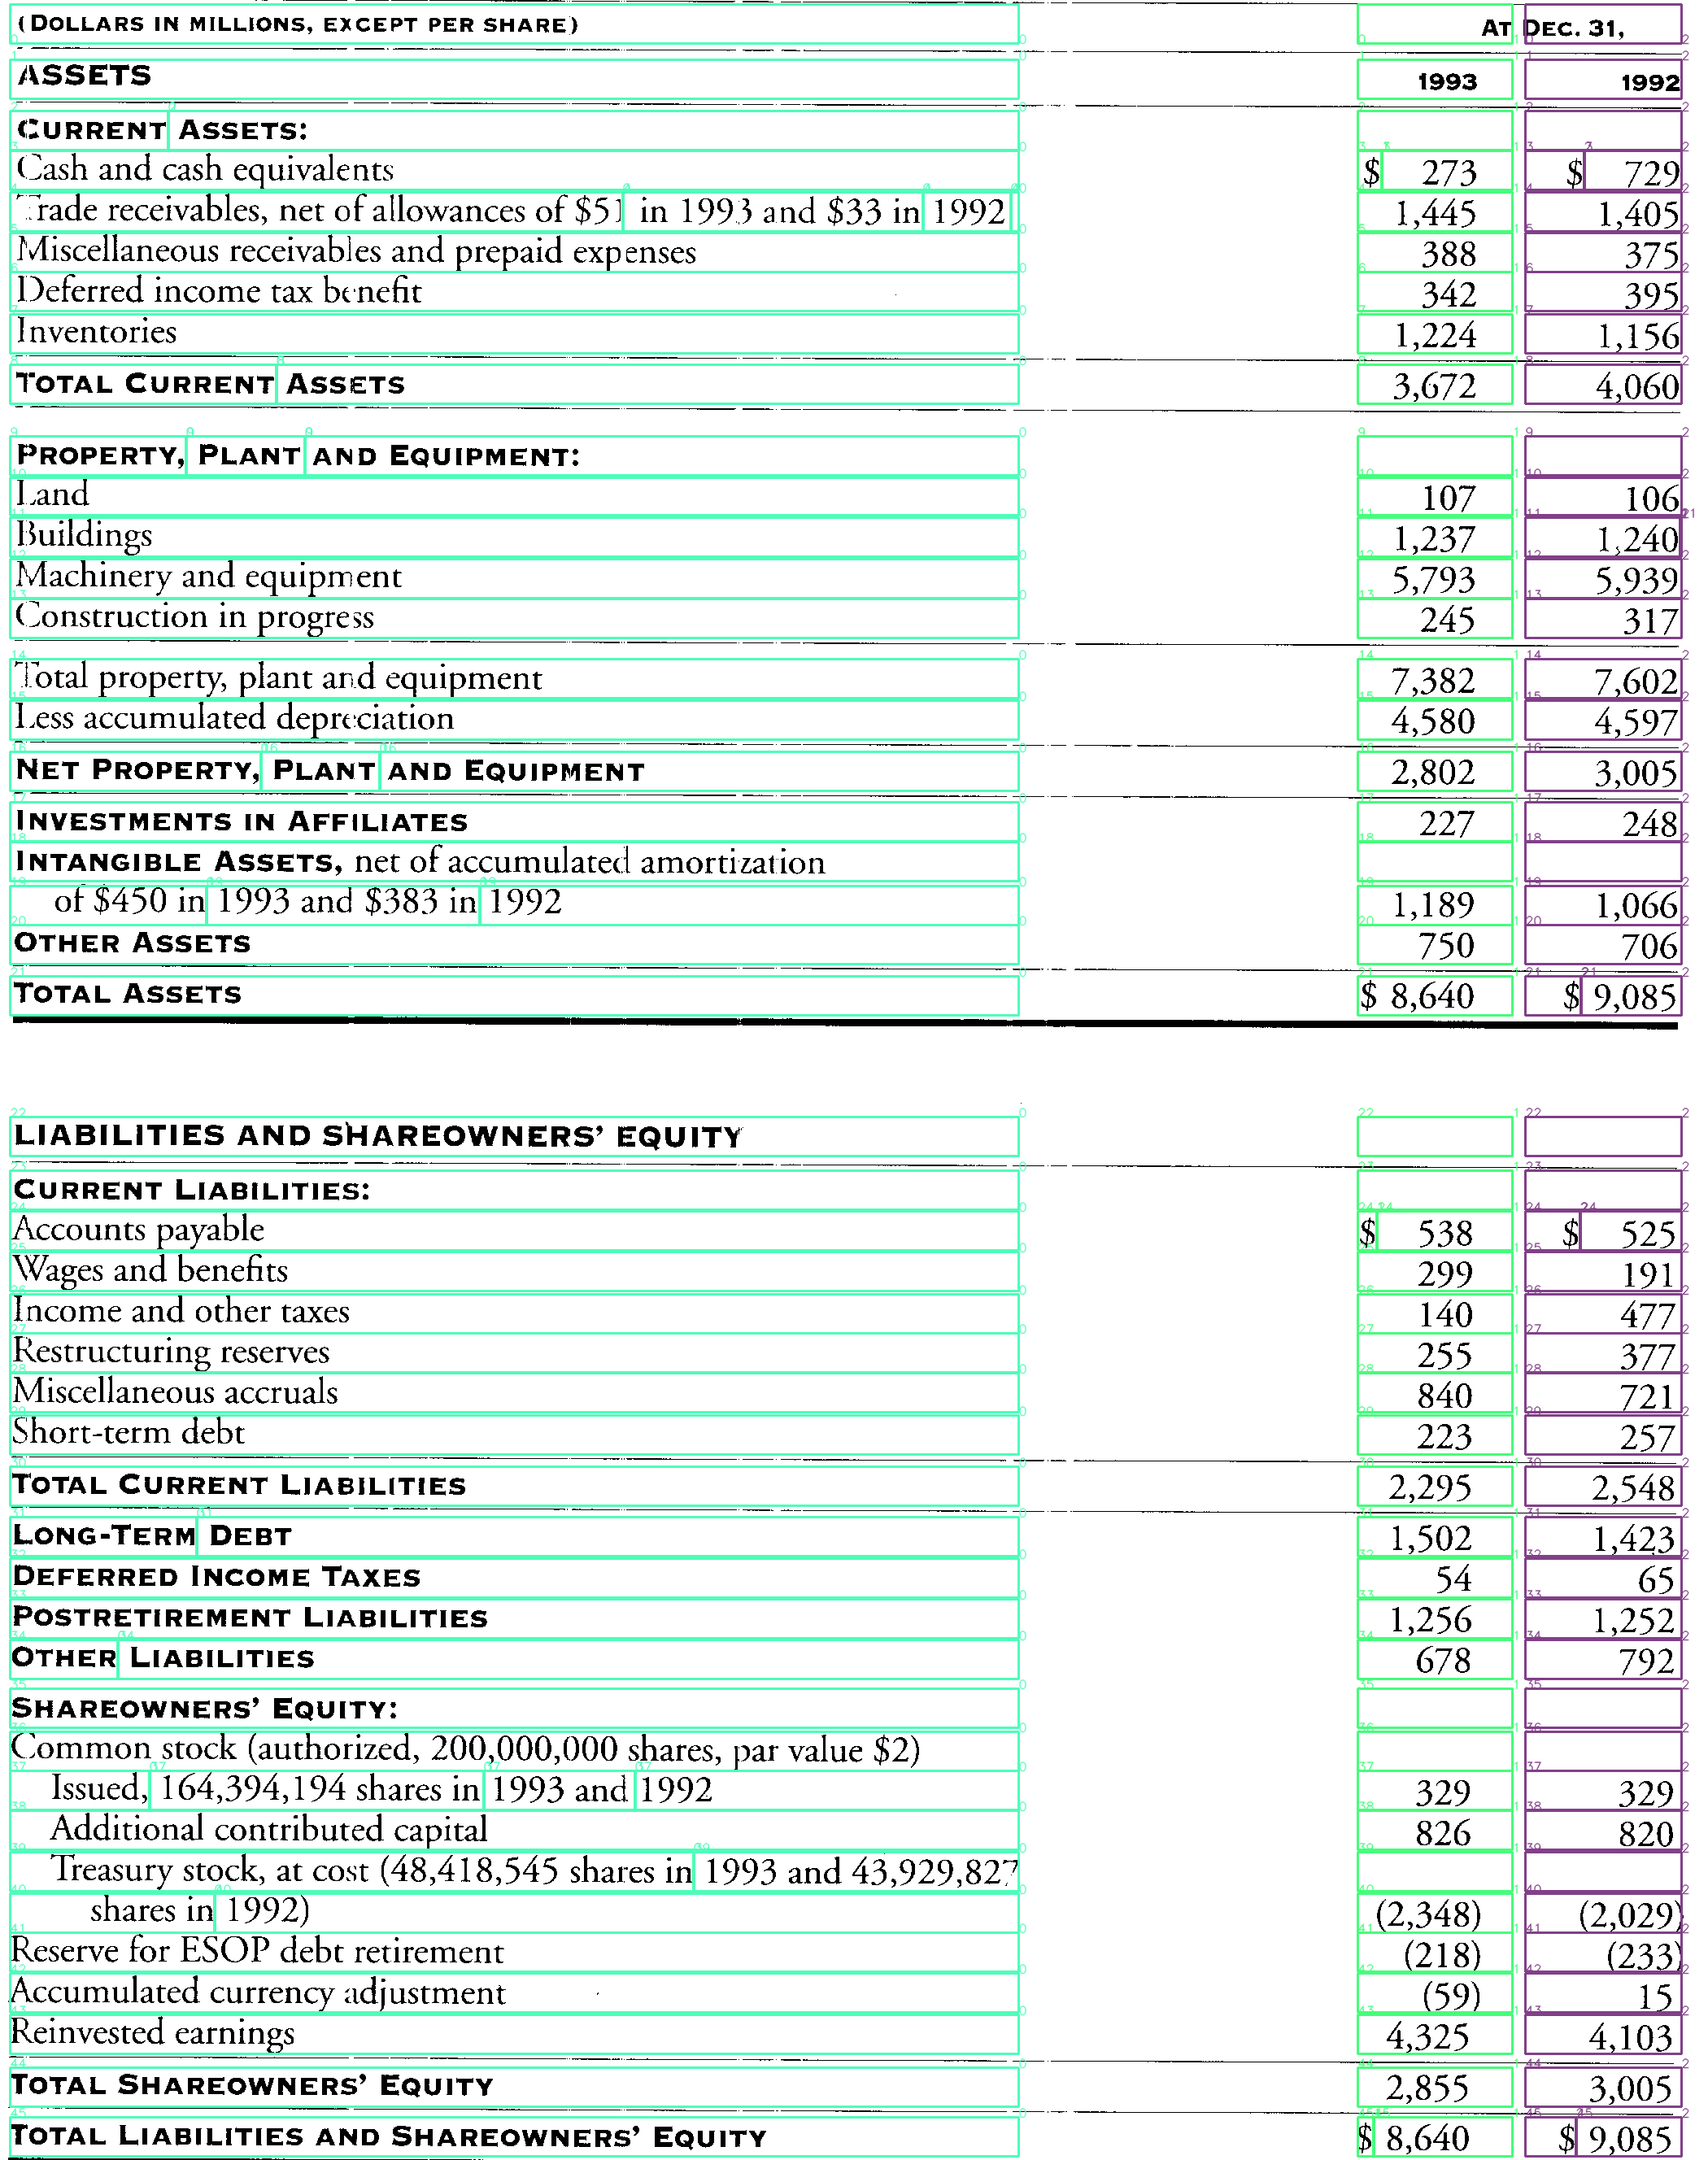 (DOLLARS IN MILLIONS, EXCEPT PER SHARE) AT DEC. 31,
ASSETS 1993 1992
CURRENT ASSETS:
Cash and cash equivalents $ 273 $ 729
Trade receivables, net of allowances of $51 in 1993 and $33 in 1992 1,445 1,405
Miscellaneous receivables and prepaid expenses 388 375
Deferred income tax benefit 342 395
Inventories 1,224 1,156
TOTAL CURRENT ASSETS 3,672 4,060
PROPERTY, PLANT AND EQUIPMENT:
Land 107 106
Buildings 1,237 1,240
Machinery and equipment 5,793 5,939
Construction in progress 245 317
Total property, plant and equipment 7,382 7,602
Less accumulated depreciation 4,580 4,597
NET PROPERTY, PLANT AND EQUIPMENT 2,802 3,005
INVESTMENTS IN AFFILIATES 227 248
INTANGIBLE ASSETS, net of accumulated amortization
of $450 in 1993 and $383 in 1992 1,189 1,066
OTHER ASSETS 750 706
TOTAL ASSETS $ 8,640 $ 9,085
LIABILITIES AND SHAREOWNERS' EQUITY
CURRENT LIABILITIES:
Accounts payable $ 538 $ 525
Wages and benefits 299 191
Income and other taxes 140 477
Restructuring reserves 255 377
Miscellaneous accruals 840 721
Short-term debt 223 257
TOTAL CURRENT LIABILITIES 2,295 2,548
LONG-TERM DEBT 1,502 1,423
DEFERRED INCOME TAXES 54 65
POSTRETIREMENT LIABILITIES 1,256 1,252
OTHER LIABILITIES 678 792
SHAREOWNERS' EQUITY:
Common stock (authorized, 200,000,000 shares, par value $2)
Issued, 164,394,194 shares in 1993 and 1992 329 329
Additional contributed capital 826 820
Treasury stock, at cost (48,418,545 shares in 1993 and 43,929,827
shares in 1992) (2,348) (2,029)
Reserve for ESOP debt retirement (218) (233)
Accumulated currency adjustment (59) 15
Reinvested earnings 4,325 4,103
TOTAL SHAREOWNERS' EQUITY 2,855 3,005
TOTAL LIABILITIES AND SHAREOWNERS' EQUITY $ 8,640 $ 9,085